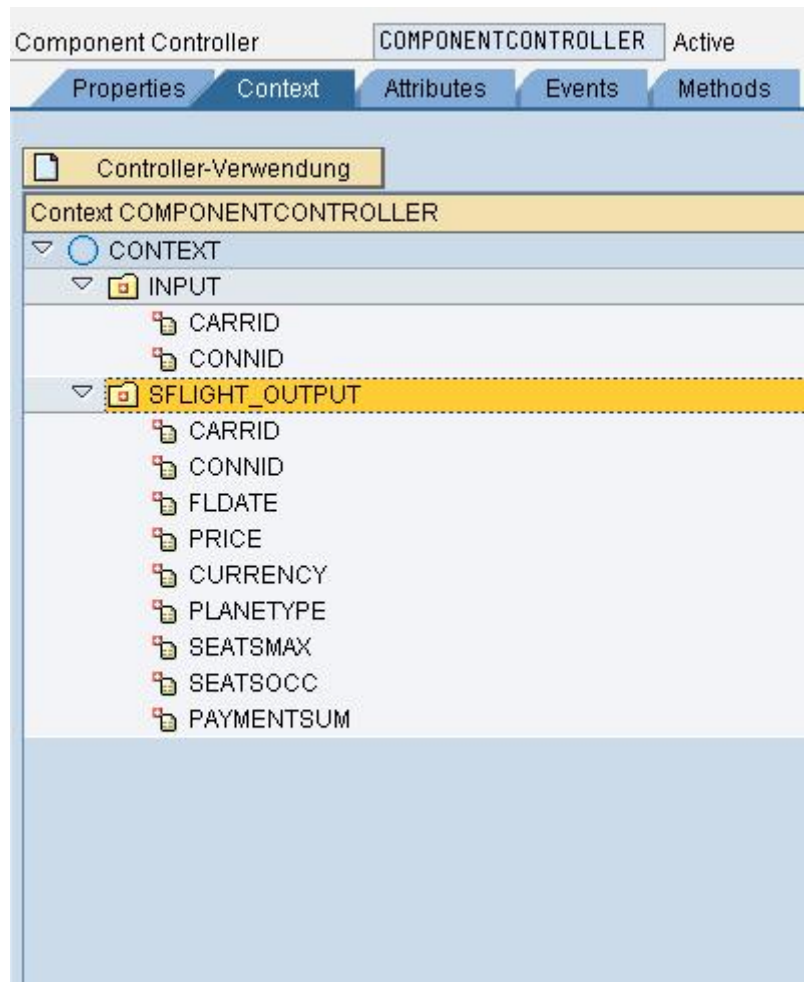 Component Controller COMPONENTCONTROLLER Active
Properties Context Attributes Events Methods
Controller-Verwendung
Context COMPONENTCONTROLLER
CONTEXT
INPUT
CARRID
CONNID
SFLIGHT_OUTPUT
CARRID
CONNID
FLDATE
PRICE
CURRENCY
PLANETYPE
SEATSMAX
SEATSOCC
PAYMENTSUM